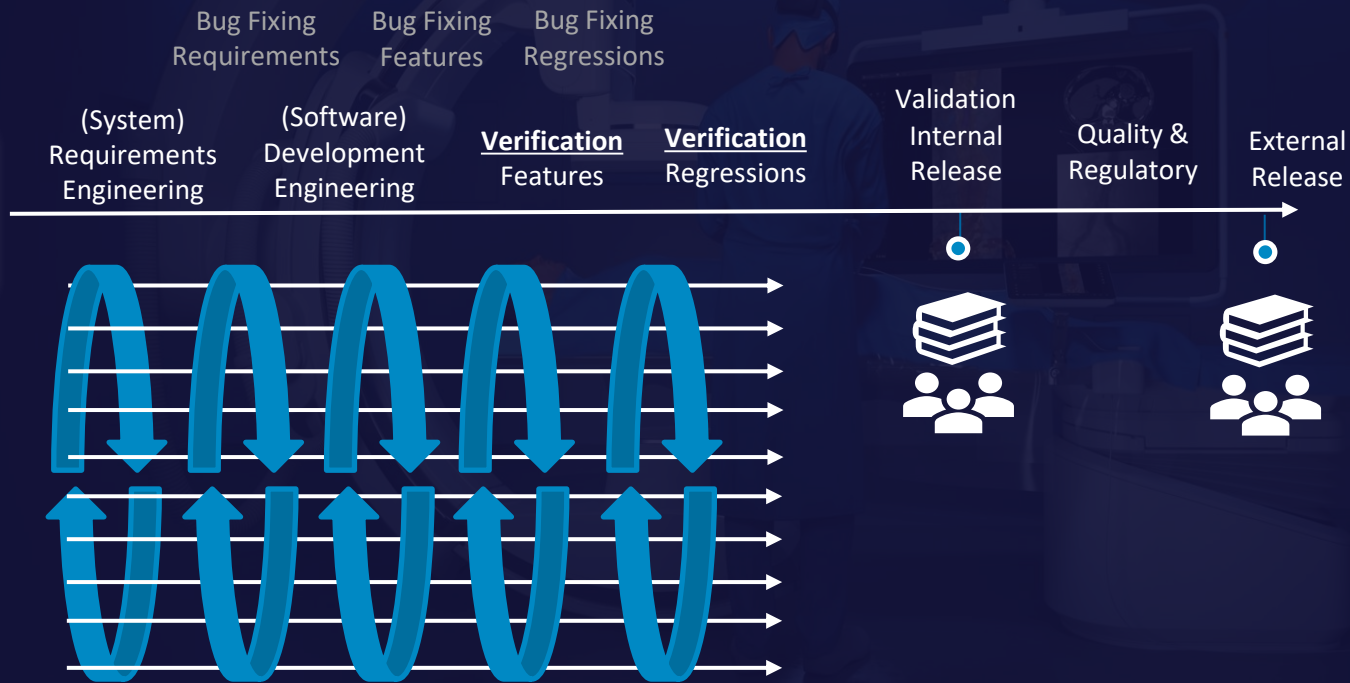 Bug Fixing
Requirements
Bug Fixing
Features
Bug Fixing
Regressions
(System)
Requirements
Engineering
(Software)
Development
Engineering
Verification
Features
Verification
Regressions
Validation
Internal
Release
Quality &
Regulatory
External
Release